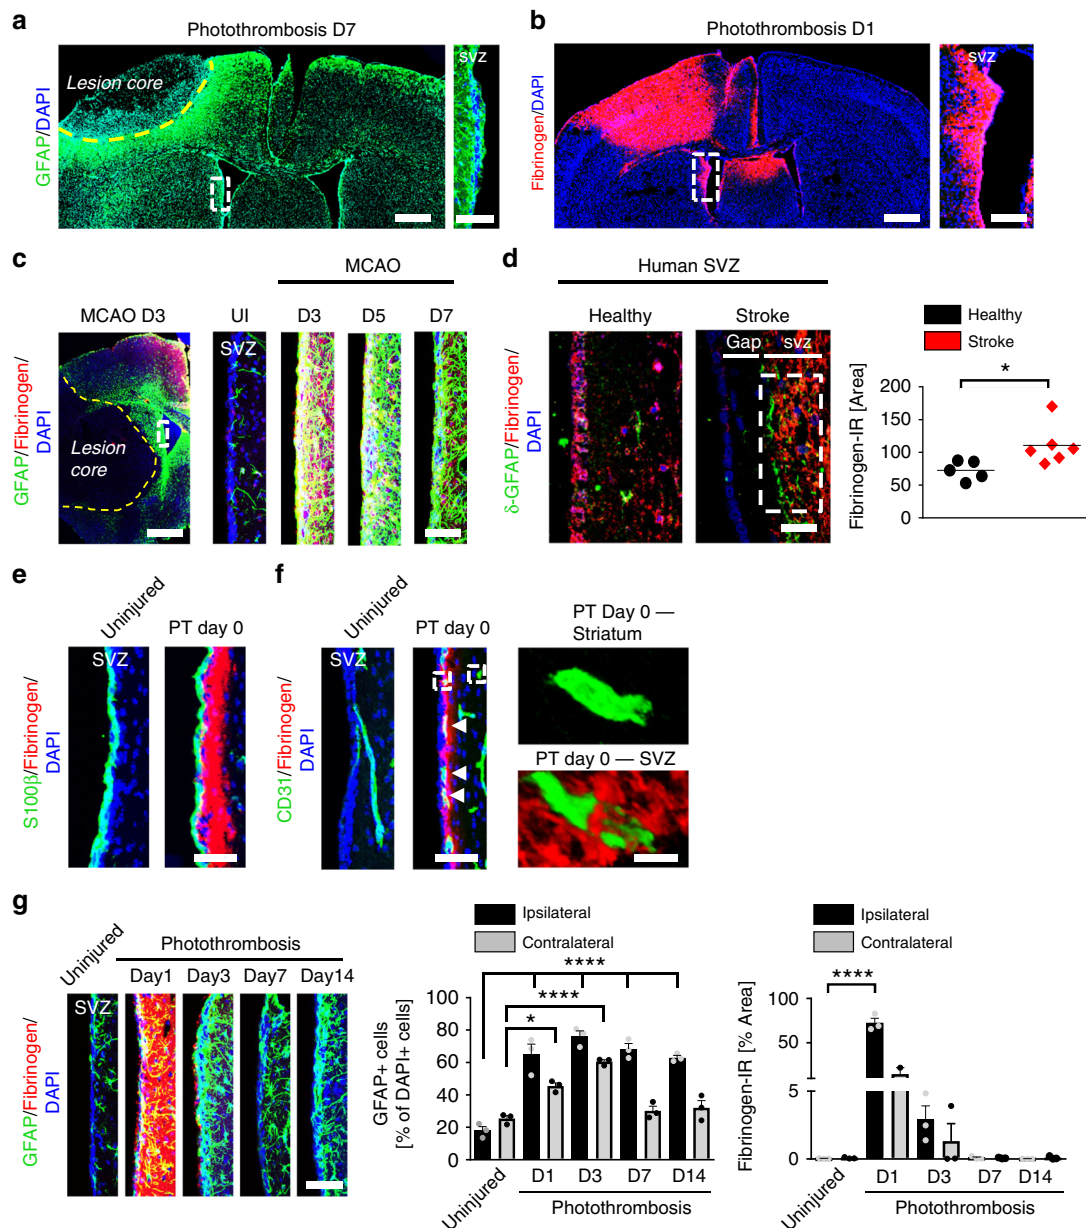 a
Photothrombosis D7
GFAP/DAPI
Lesion core
SVZ
b
Photothrombosis D1
Fibrinogen/DAPI
SVZ
c
MCAO
MCAO D3
UI
D3
D5
D7
GFAP/Fibrinogen/
DAPI
SVZ
Lesion
core
d
Human SVZ
Healthy
Stroke
δ-GFAP/Fibrinogen/
DAPI
Gap
SVZ
Healthy
Stroke
*
Fibrinogen-IR [Area]
200
150
100
50
0
e
Uninjured
PT day 0
S100β/Fibrinogen/
DAPI
SVZ
f
Uninjured
PT day 0
CD31/Fibrinogen/
DAPI
SVZ
PT Day 0 —
Striatum
PT day 0 — SVZ
g
Uninjured
Photothrombosis
Day1
Day3
Day7
Day14
GFAP/Fibrinogen/
DAPI
SVZ
Ipsilateral
Contralateral
****
****
*
GFAP+ cells
[% of DAPI+ cells]
100
80
60
40
20
0
Uninjured
D1
D3
D7
D14
Photothrombosis
Ipsilateral
Contralateral
****
Fibrinogen-IR [% Area]
100
50
5
0
Uninjured
D1
D3
D7
D14
Photothrombosis